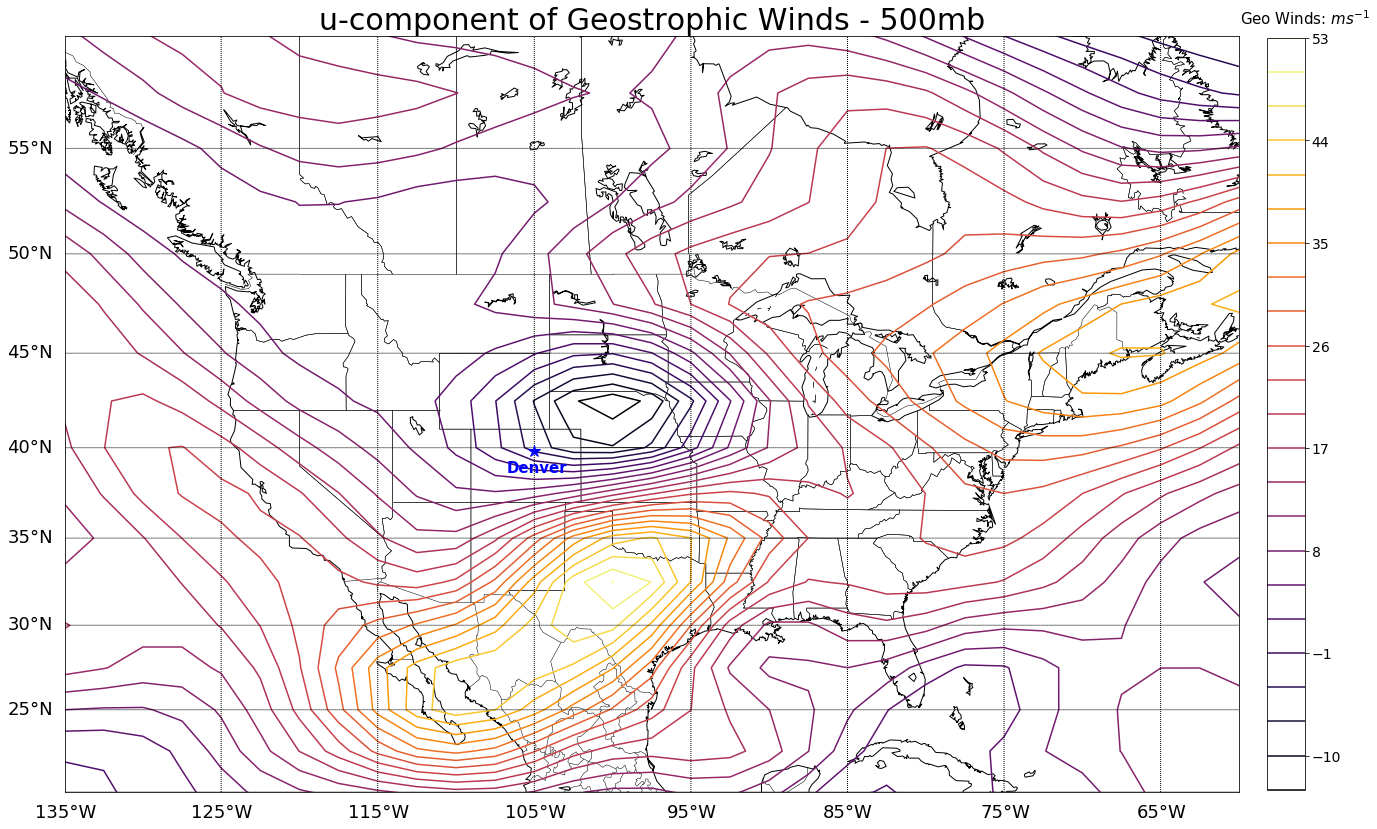 u-component of Geostrophic Winds - 500mb
Geo Winds: ms⁻¹
53
44
35
26
17
8
−1
−10
55°N
50°N
45°N
40°N
35°N
30°N
25°N
Denver
135°W 125°W 115°W 105°W 95°W 85°W 75°W 65°W